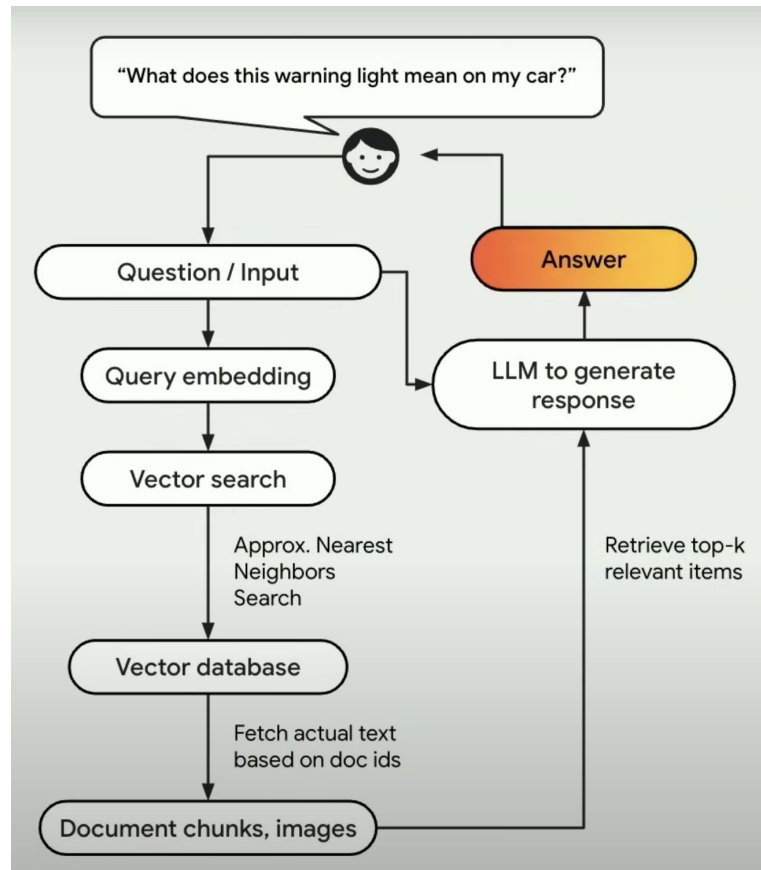 “What does this warning light mean on my car?”
Question / Input
Answer
Query embedding
LLM to generate
response
Vector search
Approx. Nearest
Neighbors
Search
Retrieve top-k
relevant items
Vector database
Fetch actual text
based on doc ids
Document chunks, images